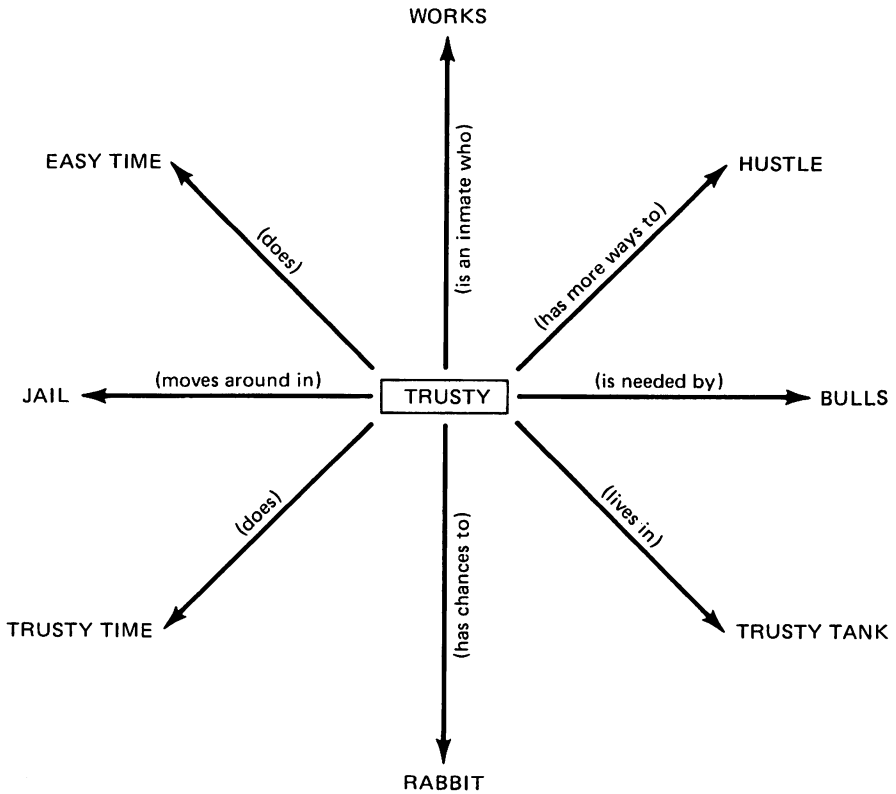 WORKS
(is an inmate who)
EASY TIME
HUSTLE
(does)
(has more ways to)
JAIL
(moves around in)
TRUSTY
(is needed by)
BULLS
(does)
(has chances to)
(lives in)
TRUSTY TIME
TRUSTY TANK
RABBIT